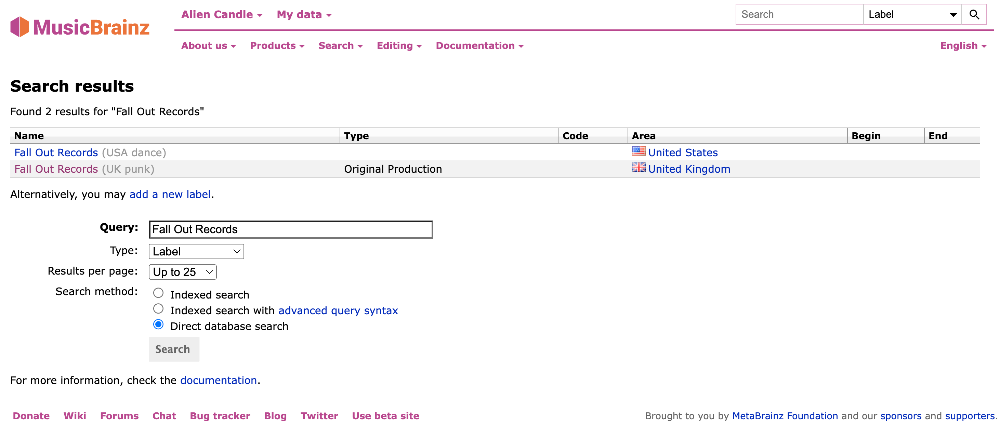 MusicBrainz
Alien Candle My data
Search Label
About us Products Search Editing Documentation English
Search results
Found 2 results for "Fall Out Records"
Name Type Code Area Begin End
Fall Out Records (USA dance) United States
Fall Out Records (UK punk) Original Production United Kingdom
Alternatively, you may add a new label.
Query: Fall Out Records
Type: Label
Results per page: Up to 25
Search method: Indexed search
Indexed search with advanced query syntax
Direct database search
Search
For more information, check the documentation.
Donate Wiki Forums Chat Bug tracker Blog Twitter Use beta site Brought to you by MetaBrainz Foundation and our sponsors and supporters.